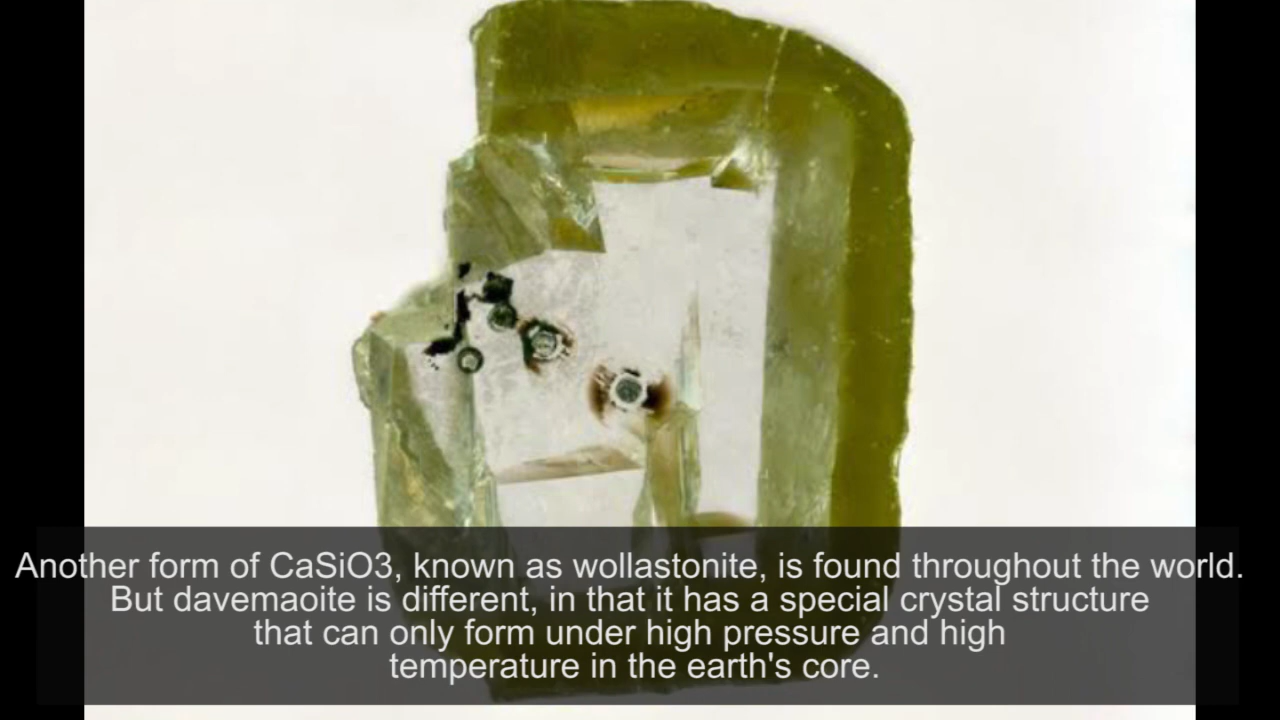 Another form of CaSiO3, known as wollastonite, is found throughout the world.
But davemaoite is different, in that it has a special crystal structure
that can only form under high pressure and high
temperature in the earth's core.